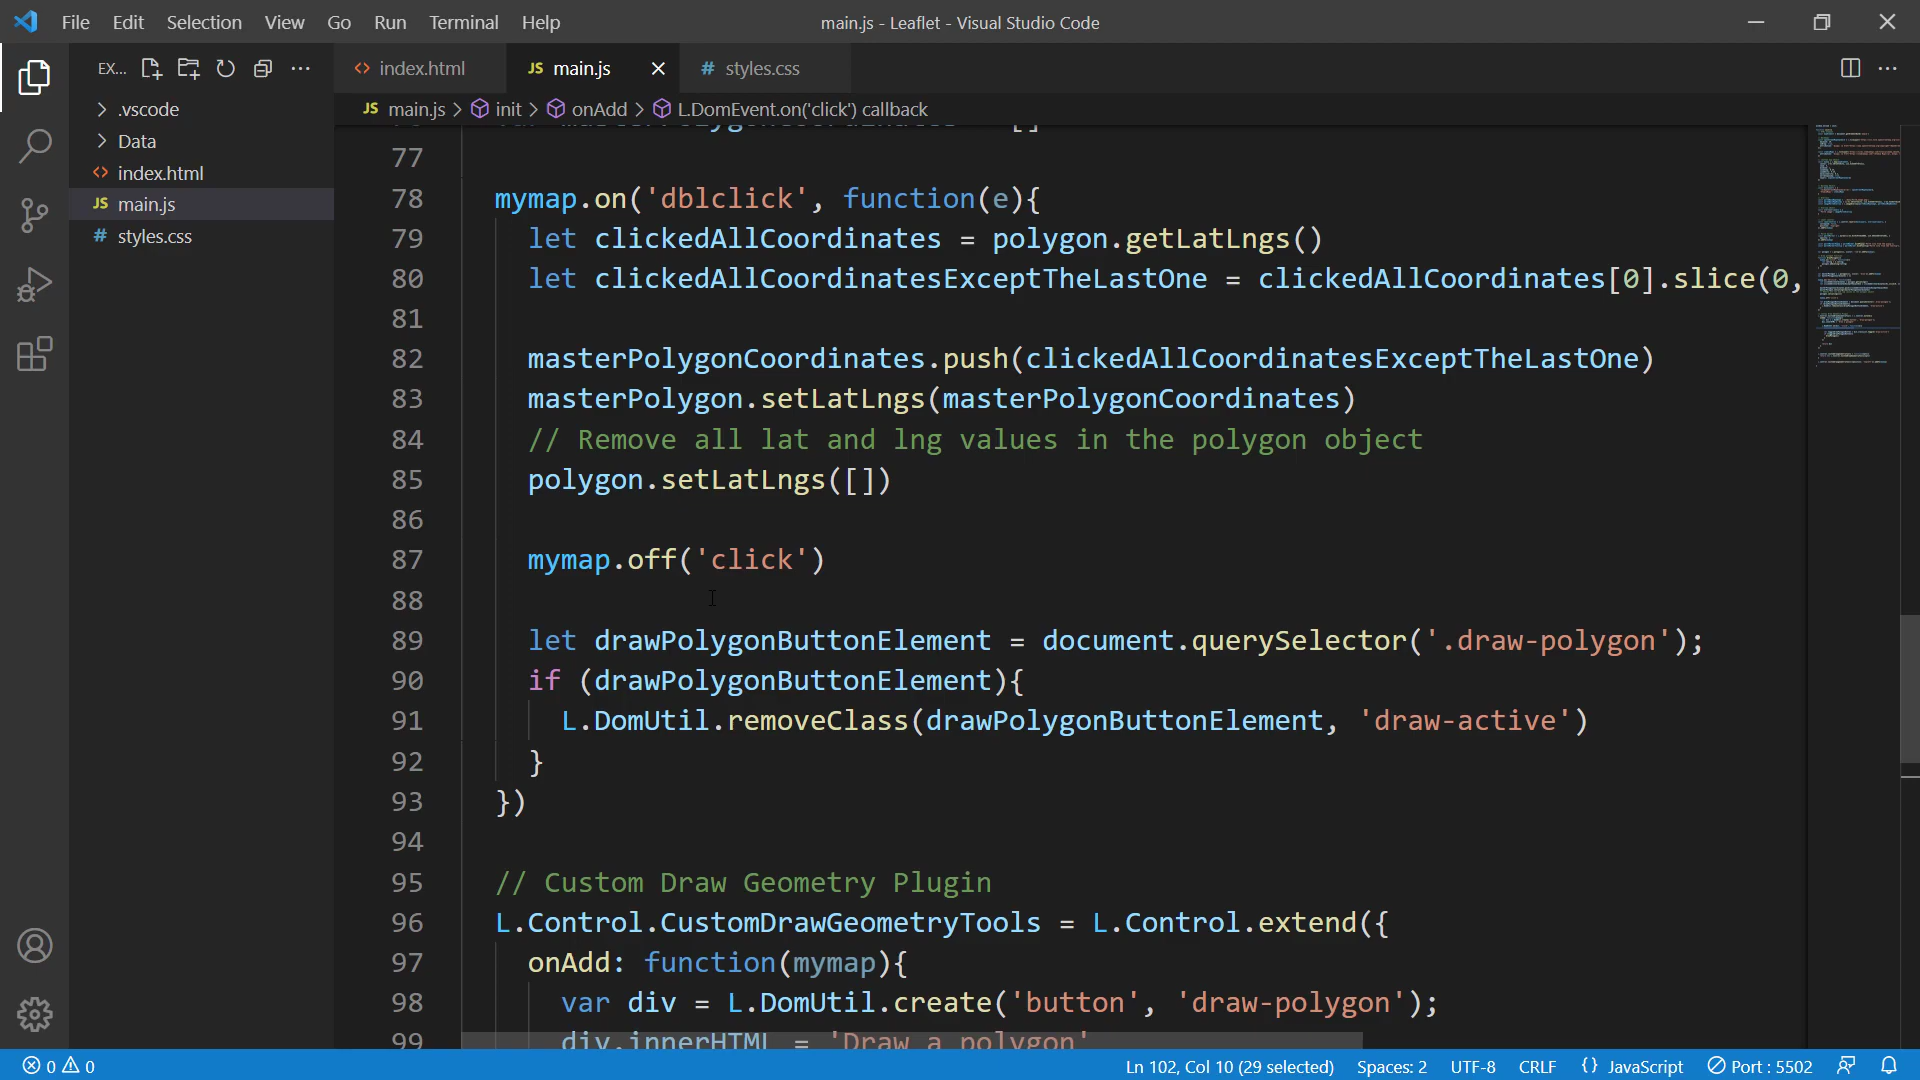 File Edit Selection View Go Run Terminal Help
main.js - Leaflet - Visual Studio Code
EX...
index.html
JS main.js
# styles.css
JS main.js > init > onAdd > L.DomEvent.on('click') callback
.vscode
Data
index.html
JS main.js
# styles.css
77
78 mymap.on('dblclick', function(e){
79 let clickedAllCoordinates = polygon.getLatLngs()
80 let clickedAllCoordinatesExceptTheLastOne = clickedAllCoordinates[0].slice(0,
81
82 masterPolygonCoordinates.push(clickedAllCoordinatesExceptTheLastOne)
83 masterPolygon.setLatLngs(masterPolygonCoordinates)
84 // Remove all lat and lng values in the polygon object
85 polygon.setLatLngs([])
86
87 mymap.off('click')
88
89 let drawPolygonButtonElement = document.querySelector('.draw-polygon');
90 if (drawPolygonButtonElement){
91 L.DomUtil.removeClass(drawPolygonButtonElement, 'draw-active')
92 }
93 })
94
95 // Custom Draw Geometry Plugin
96 L.Control.CustomDrawGeometryTools = L.Control.extend({
97 onAdd: function(mymap){
98 var div = L.DomUtil.create('button', 'draw-polygon');
99 div.innerHTML = 'Draw a polygon'
0 0
Ln 102, Col 10 (29 selected) Spaces: 2 UTF-8 CRLF {} JavaScript Port : 5502